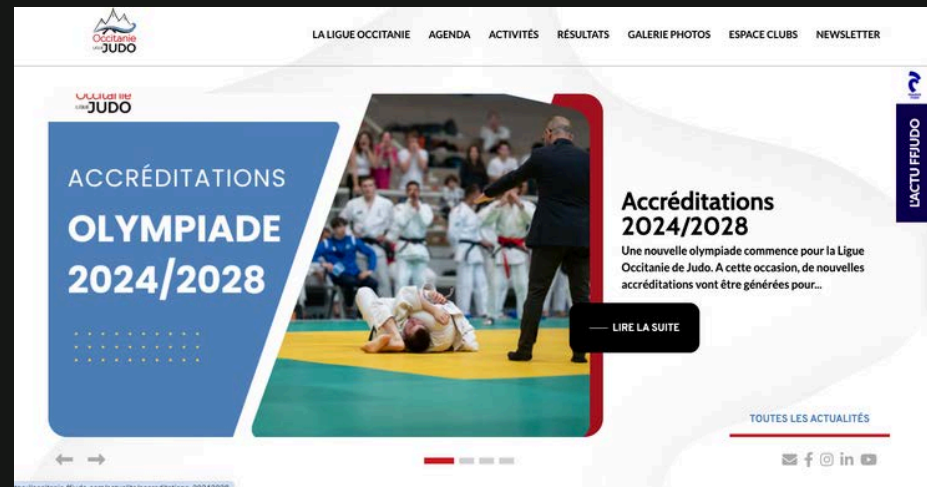 Occitanie
JUDO
LA LIGUE OCCITANIE AGENDA ACTIVITÉS RÉSULTATS GALERIE PHOTOS ESPACE CLUBS NEWSLETTER
L'ACTU FFJUDO
Occitanie
JUDO
ACCRÉDITATIONS
OLYMPIADE
2024/2028
Accréditations
2024/2028
Une nouvelle olympiade commence pour la Ligue
Occitanie de Judo. A cette occasion, de nouvelles
accréditations vont être générées pour...
LIRE LA SUITE
TOUTES LES ACTUALITÉS